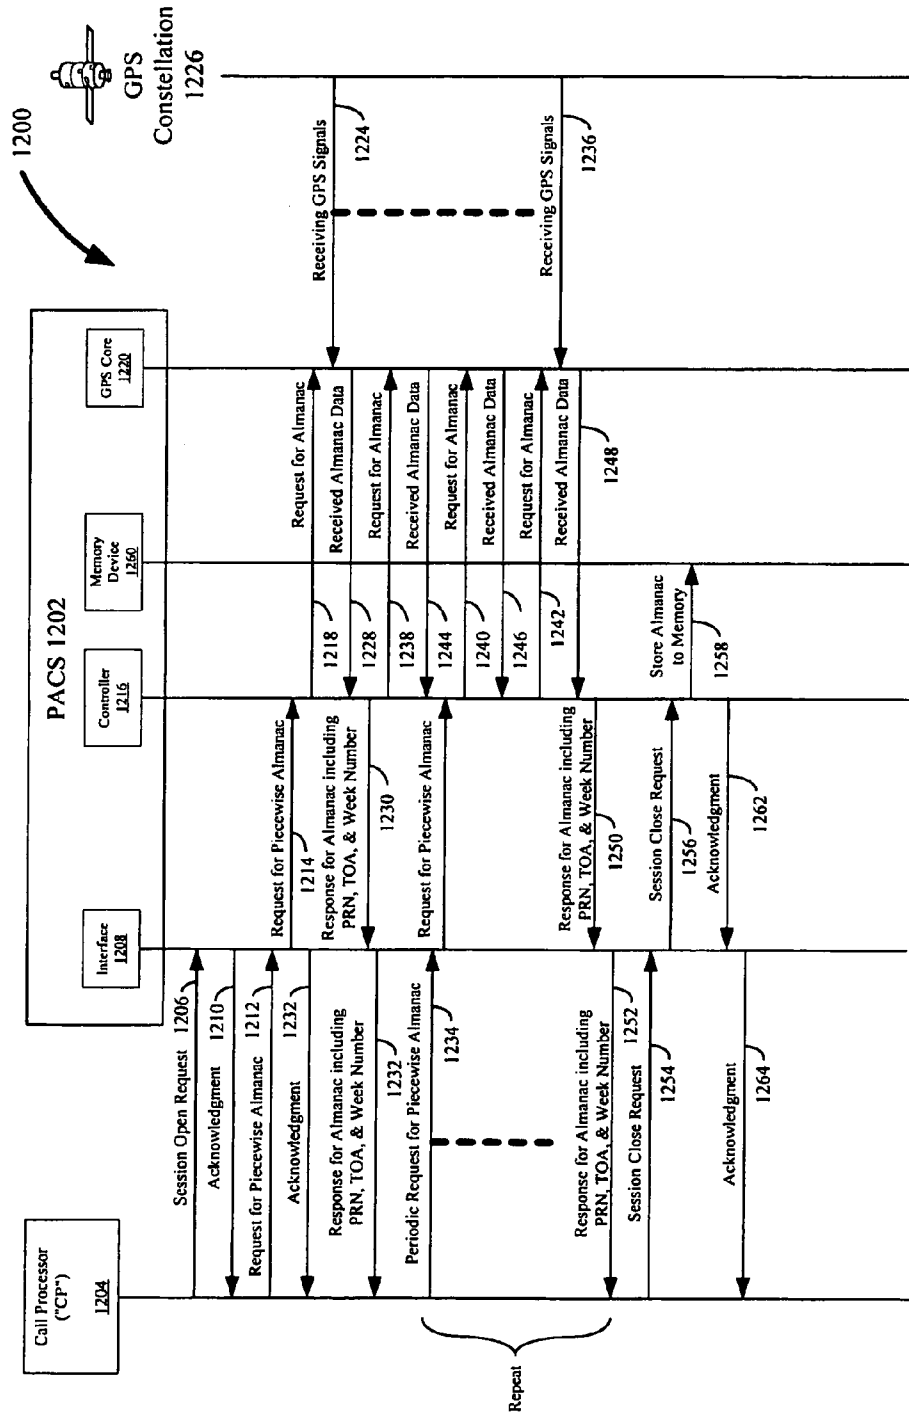 1200
GPS
Constellation
1226
PACS 1202
Call Processor
("CP")
1204
Interface
1208
Controller
1216
Memory
Device
1260
GPS Core
1220
Session Open Request
1206
Acknowledgment
1210
Request for Piecewise Almanac
1212
Acknowledgment
1232
Request for Piecewise Almanac
1214
Request for Almanac
1218
Receiving GPS Signals
1224
Received Almanac Data
1228
Response for Almanac including
PRN, TOA, & Week Number
1230
Response for Almanac including
PRN, TOA, & Week Number
1232
Request for Almanac
1238
Received Almanac Data
1244
Periodic Request for Piecewise Almanac
1234
Request for Piecewise Almanac
Request for Almanac
1240
Received Almanac Data
1246
Request for Almanac
1242
Receiving GPS Signals
1236
Received Almanac Data
1248
Response for Almanac including
PRN, TOA, & Week Number
1250
Response for Almanac including
PRN, TOA, & Week Number
1252
Repeat
Session Close Request
1254
Session Close Request
1256
Store Almanac
to Memory
1258
Acknowledgment
1262
Acknowledgment
1264